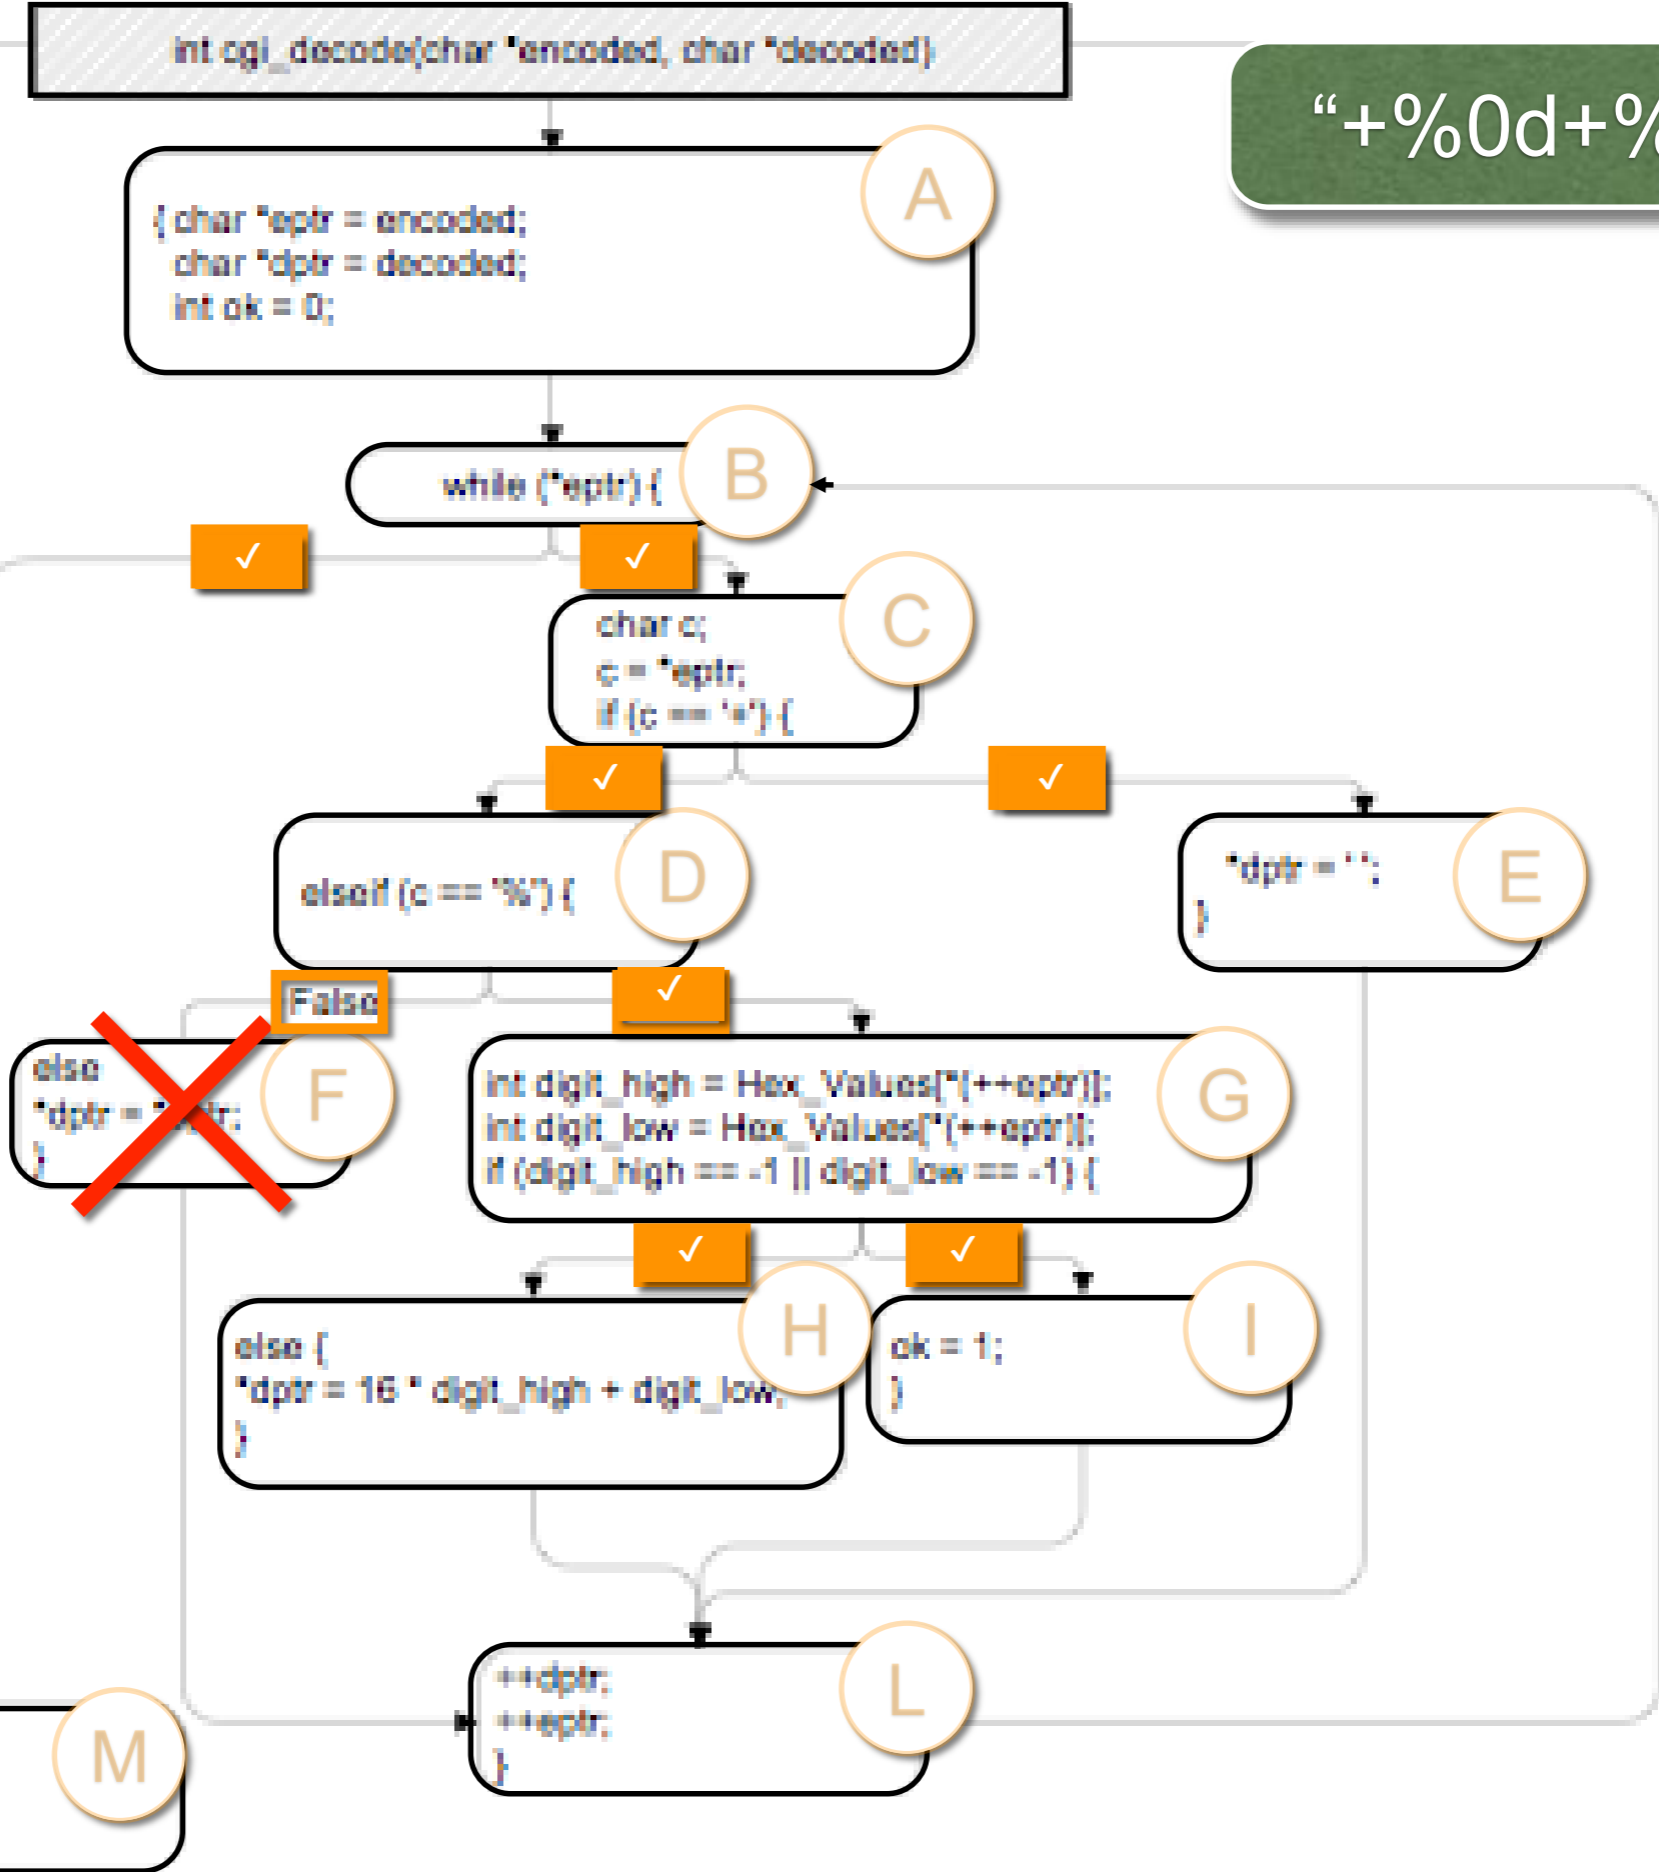 int cgi_decode(char *encoded, char *decoded)
“+%0d+%
A
{ char *eptr = encoded;
char *dptr = decoded;
int ok = 0;
B
while (*eptr) {
✓
✓
C
char c;
c = *eptr;
if (c == '+') {
✓
✓
D
elseif (c == '%') {
E
*dptr = ' ';
}
False
✓
F
else
*dptr =
}
G
int digit_high = Hex_Values[*(++eptr)];
int digit_low = Hex_Values[*(++eptr)];
if (digit_high == -1 || digit_low == -1) {
✓
✓
H
else {
*dptr = 16 * digit_high + digit_low;
}
I
ok = 1;
}
L
++dptr;
++eptr;
}
M